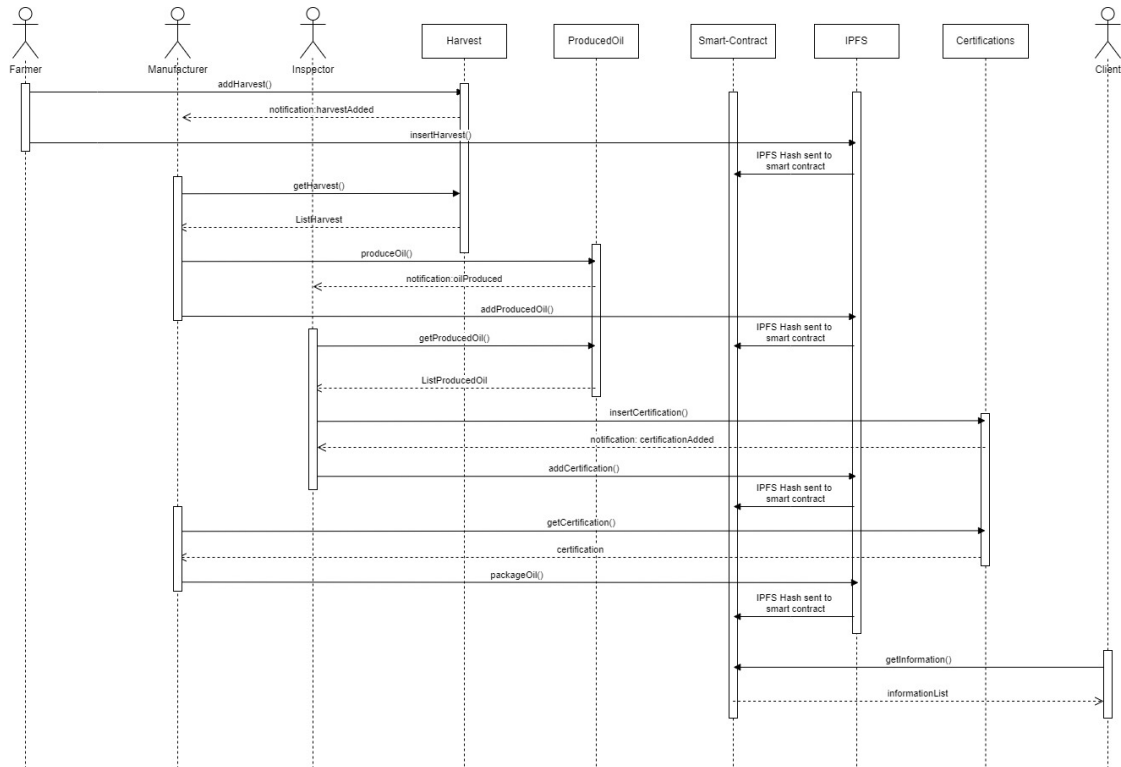 Harvest
ProducedOil
Smart-Contract
IPFS
Certifications
Farmer
Manufacturer
Inspector
Client
addHarvest()
notification:harvestAdded
insertHarvest()
IPFS Hash sent to
smart contract
getHarvest()
ListHarvest
produceOil()
notification:oilProduced
addProducedOil()
IPFS Hash sent to
smart contract
getProducedOil()
ListProducedOil
insertCertification()
notification: certificationAdded
addCertification()
IPFS Hash sent to
smart contract
getCertification()
certification
packageOil()
IPFS Hash sent to
smart contract
getInformation()
informationList